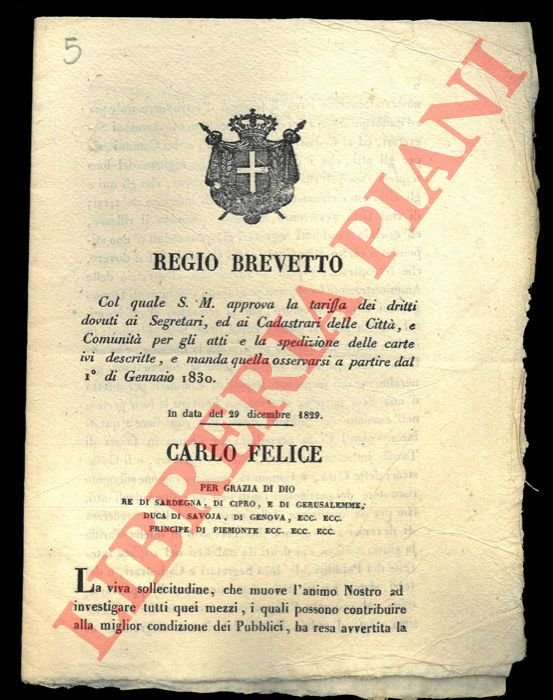 5
REGIO BREVETTO
Col quale S. M. approva la tariffa dei dritti
dovuti ai Segretari, ed ai Cadastrari delle Città, e
Comunità per gli atti e la spedizione delle carte
ivi descritte, e manda quella osservarsi a partire dal
1º di Gennaio 1830.
In data del 29 dicembre 1829.
CARLO FELICE
PER GRAZIA DI DIO
RE DI SARDEGNA, DI CIPRO, E DI GERUSALEMME;
DUCA DI SAVOJA, DI GENOVA, ECC. ECC.
PRINCIPE DI PIEMONTE ECC. ECC. ECC.
La viva sollecitudine, che muove l'animo Nostro ad
investigare tutti quei mezzi, i quali possono contribuire
alla miglior condizione dei Pubblici, ha resa avvertita la
LIBRERIA PIANI